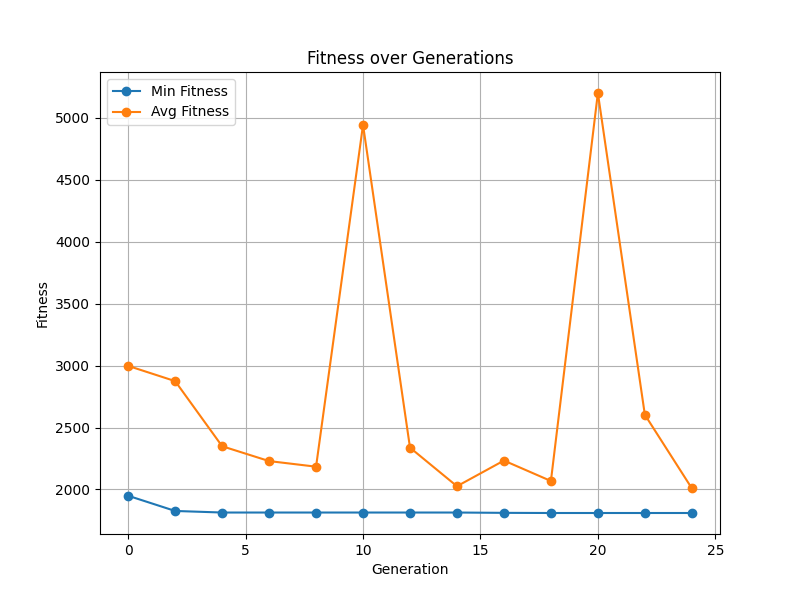 Fitness over Generations
Min Fitness
Avg Fitness
5000
4500
4000
3500
3000
2500
2000
Fitness
0 5 10 15 20 25
Generation